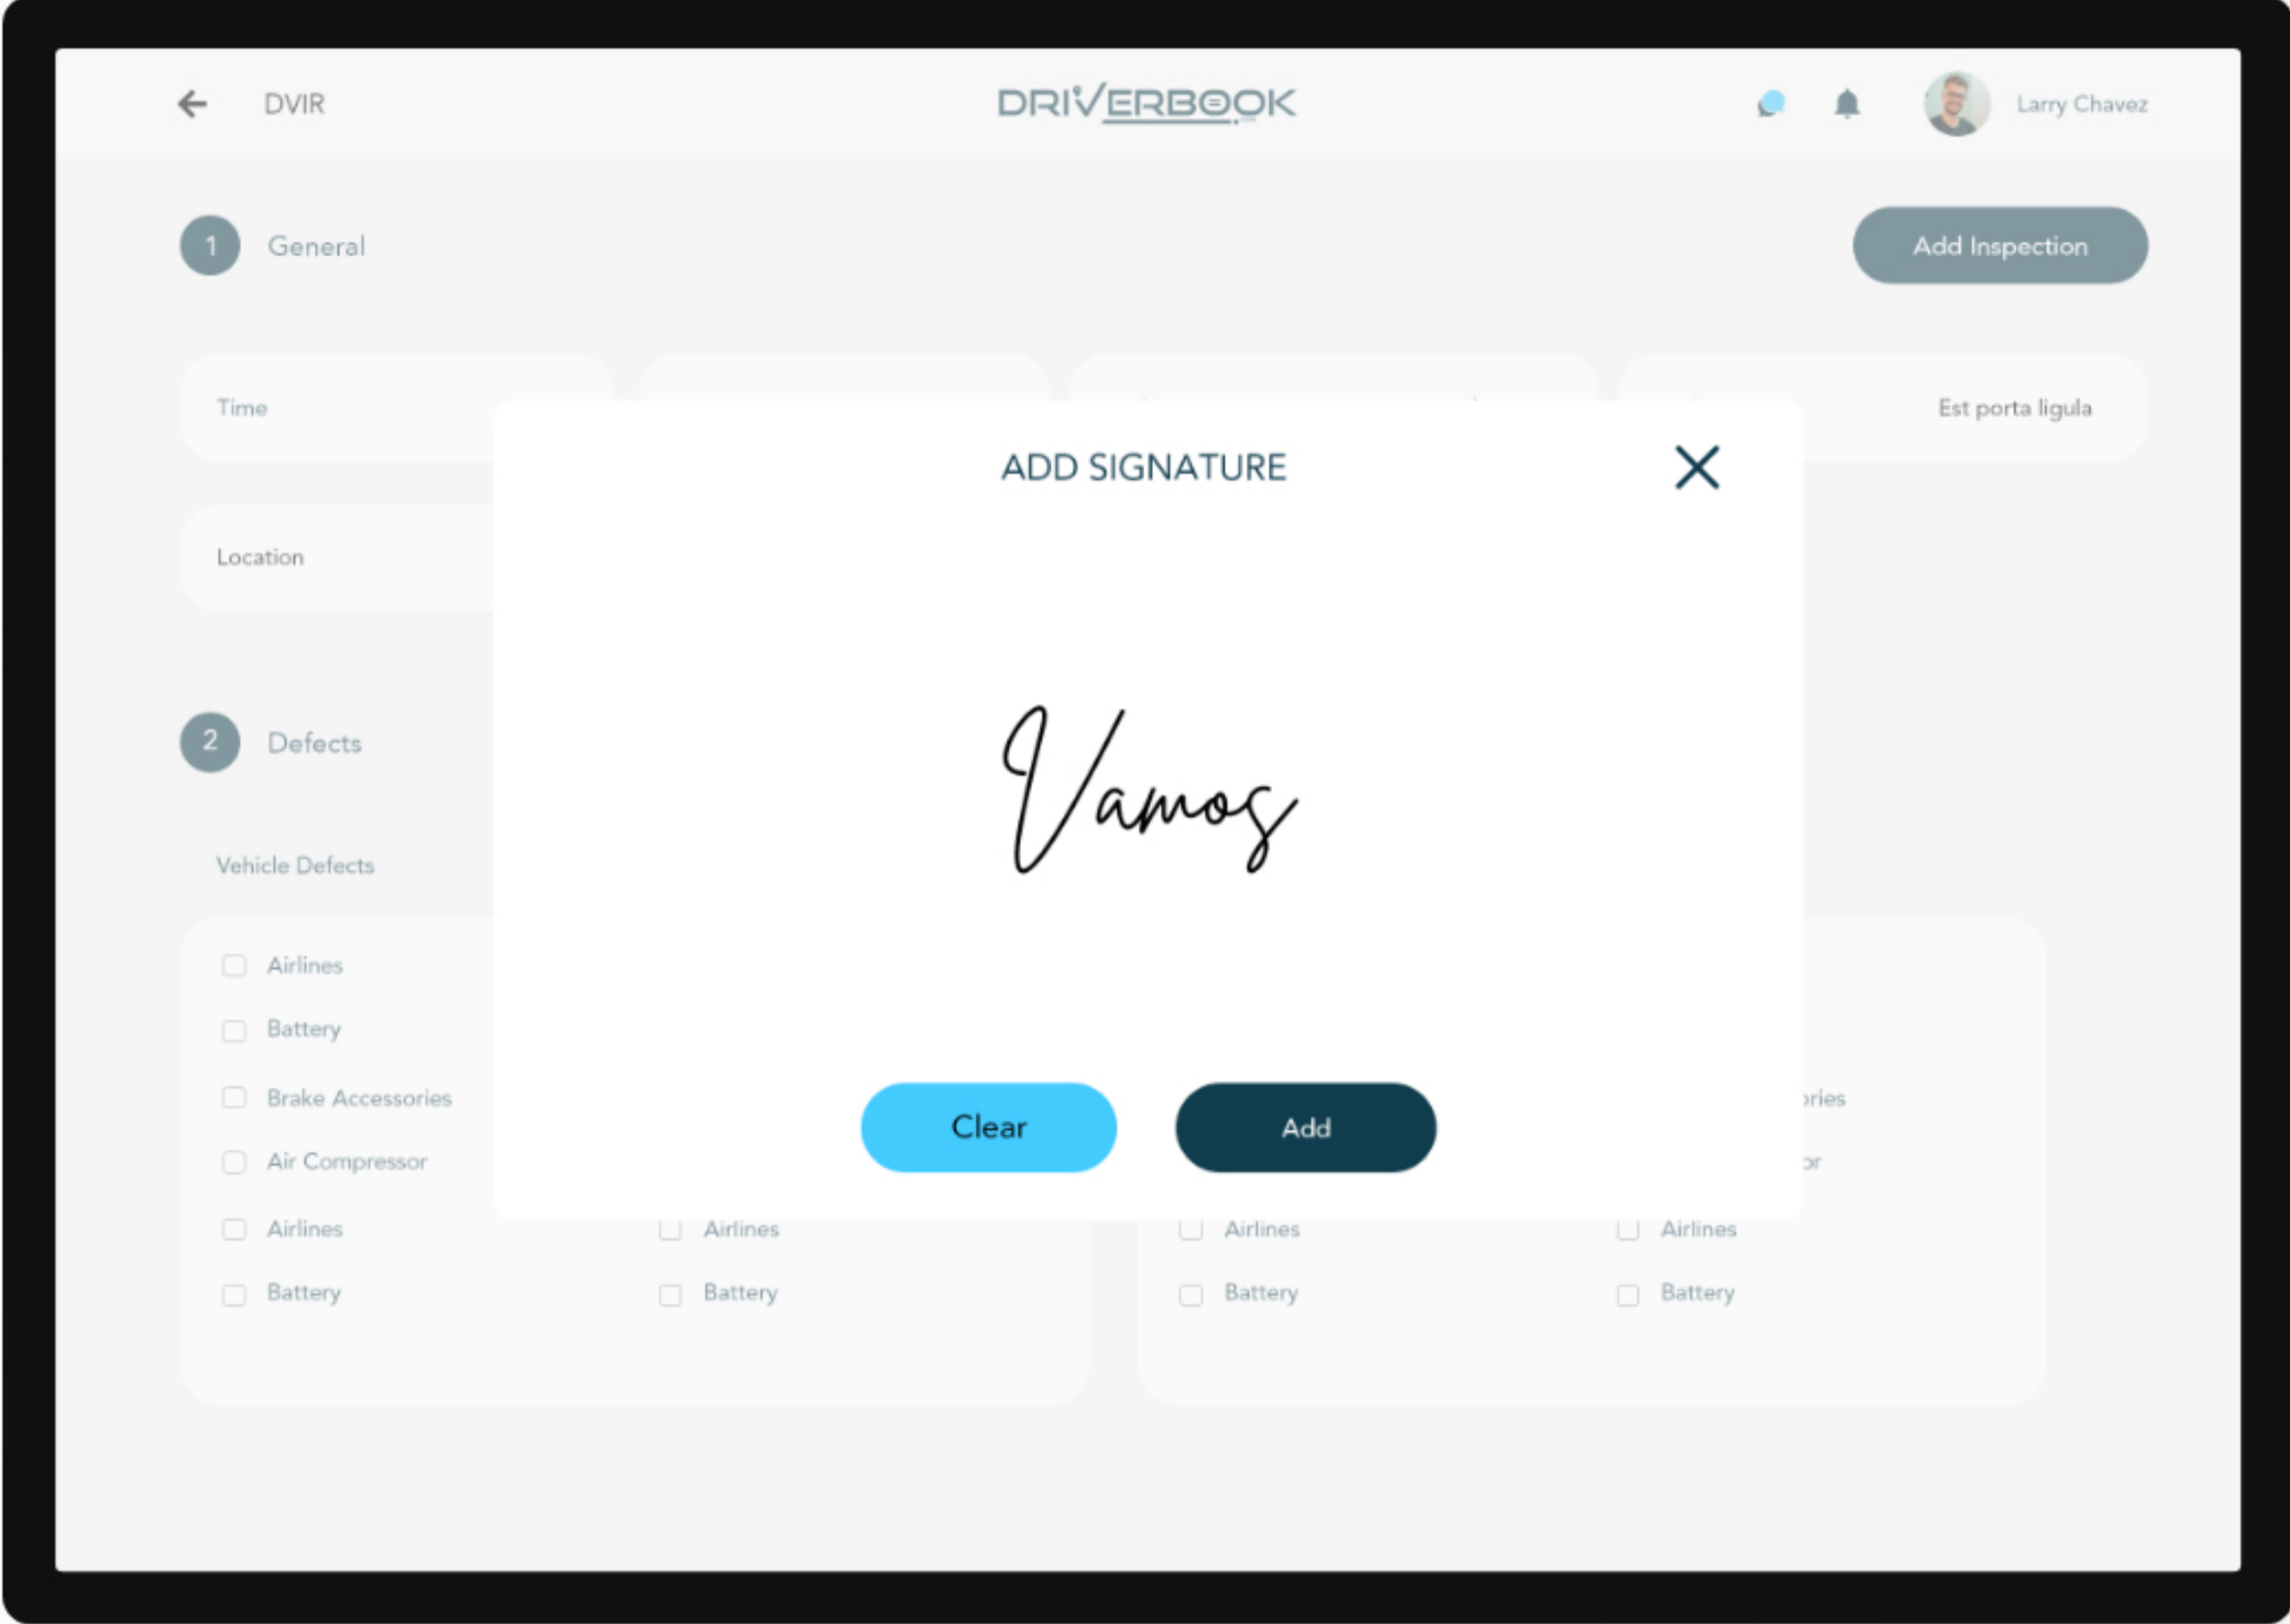 DVIR
DRIVERBOOK
Larry Chavez
1 General
Add Inspection
Time
Est porta ligula
Location
ADD SIGNATURE
Vamos
Clear
Add
2 Defects
Vehicle Defects
Airlines
Battery
Brake Accessories
Air Compressor
Airlines
Battery
Airlines
Battery
Airlines
Battery
Airlines
Battery